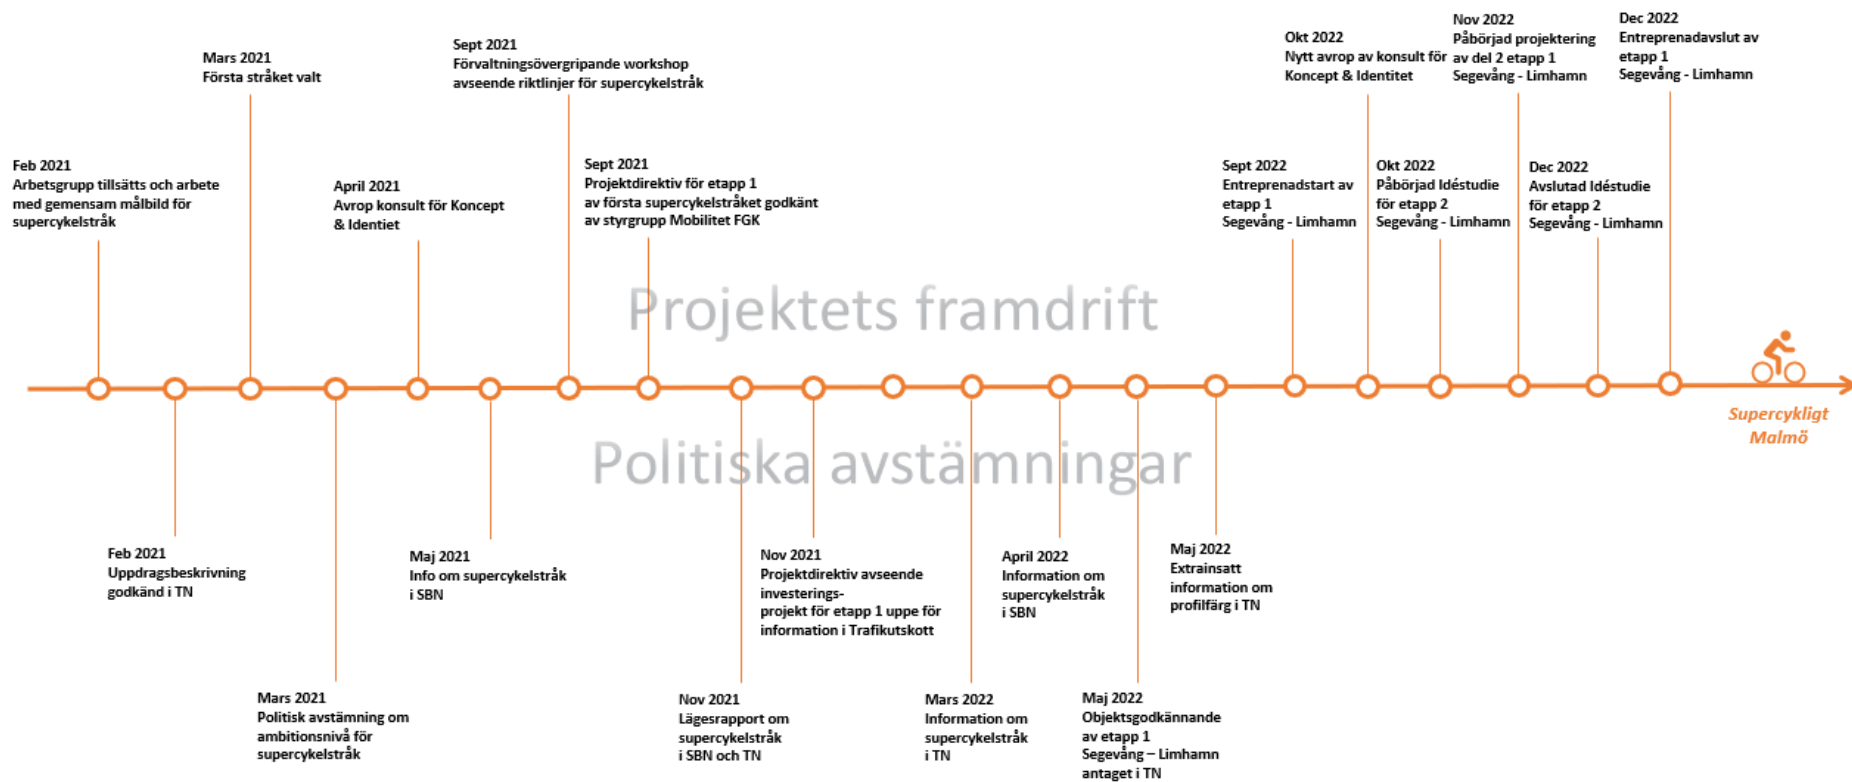 Feb 2021
Arbetsgrupp tillsätts och arbete
med gemensam målbild för
supercykelstråk
Mars 2021
Första stråket valt
April 2021
Avrop konsult för Koncept
& Identiet
Sept 2021
Förvaltningsövergripande workshop
avseende riktlinjer för supercykelstråk
Sept 2021
Projektdirektiv för etapp 1
av första supercykelstråket godkänt
av styrgrupp Mobilitet FGK
Sept 2022
Entreprenadstart av
etapp 1
Segevång - Limhamn
Okt 2022
Nytt avrop av konsult för
Koncept & Identitet
Okt 2022
Påbörjad Idéstudie
för etapp 2
Segevång - Limhamn
Nov 2022
Påbörjad projektering
av del 2 etapp 1
Segevång - Limhamn
Dec 2022
Avslutad Idéstudie
för etapp 2
Segevång - Limhamn
Dec 2022
Entreprenadavslut av
etapp 1
Segevång - Limhamn
Projektets framdrift
Supercykligt
Malmö
Politiska avstämningar
Feb 2021
Uppdragsbeskrivning
godkänd i TN
Mars 2021
Politisk avstämning om
ambitionsnivå för
supercykelstråk
Maj 2021
Info om supercykelstråk
i SBN
Nov 2021
Lägesrapport om
supercykelstråk
i SBN och TN
Nov 2021
Projektdirektiv avseende
investerings-
projekt för etapp 1 uppe för
information i Trafikutskott
Mars 2022
Information om
supercykelstråk
i TN
April 2022
Information om
supercykelstråk
i SBN
Maj 2022
Objektsgodkännande
av etapp 1
Segevång – Limhamn
antaget i TN
Maj 2022
Extrainsatt
information om
profilfärg i TN